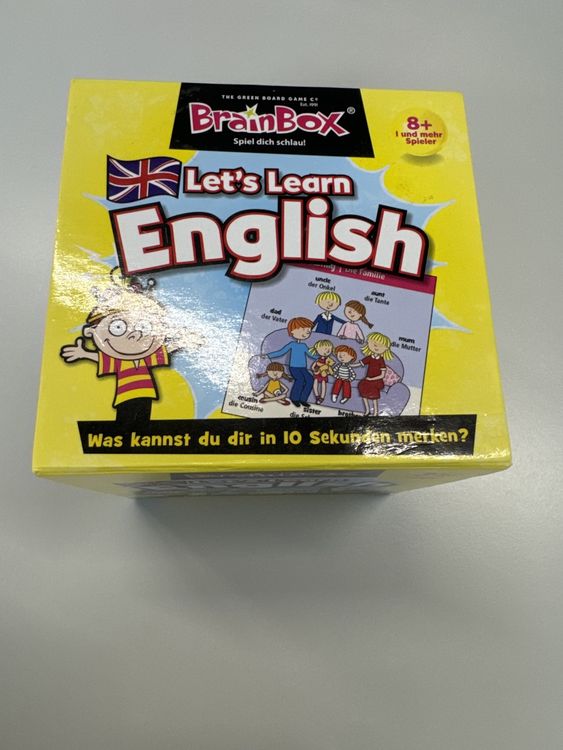 THE GREEN BOARD GAME Co
Est. 1991
BrainBox®
Spiel dich schlau!
8+
1 und mehr
Spieler
Let's Learn
English
Die Familie
uncle
der Onkel
aunt
die Tante
dad
der Vater
mum
die Mutter
cousin
die Cousine
sister
Was kannst du dir in 10 Sekunden merken?